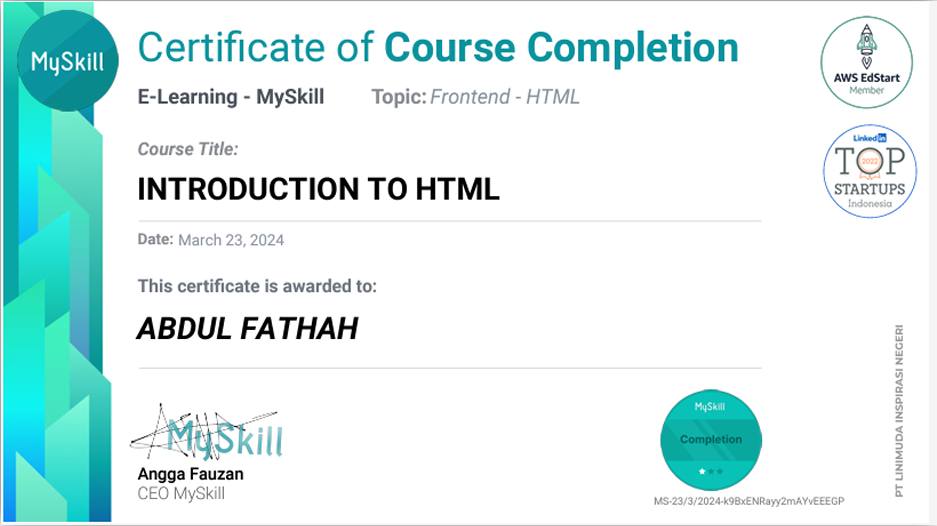 MySkill
Certificate of Course Completion
E-Learning - MySkill
Topic: Frontend - HTML
AWS EdStart
Member
LinkedIn
TOP
2022
STARTUPS
Indonesia
Course Title:
INTRODUCTION TO HTML
Date: March 23, 2024
This certificate is awarded to:
ABDUL FATHAH
MySkill
Angga Fauzan
CEO MySkill
MySkill
Completion
MS-23/3/2024-k9BxENRayy2mAYvEEEGP
PT LINIMUDA INSPIRASI NEGERI